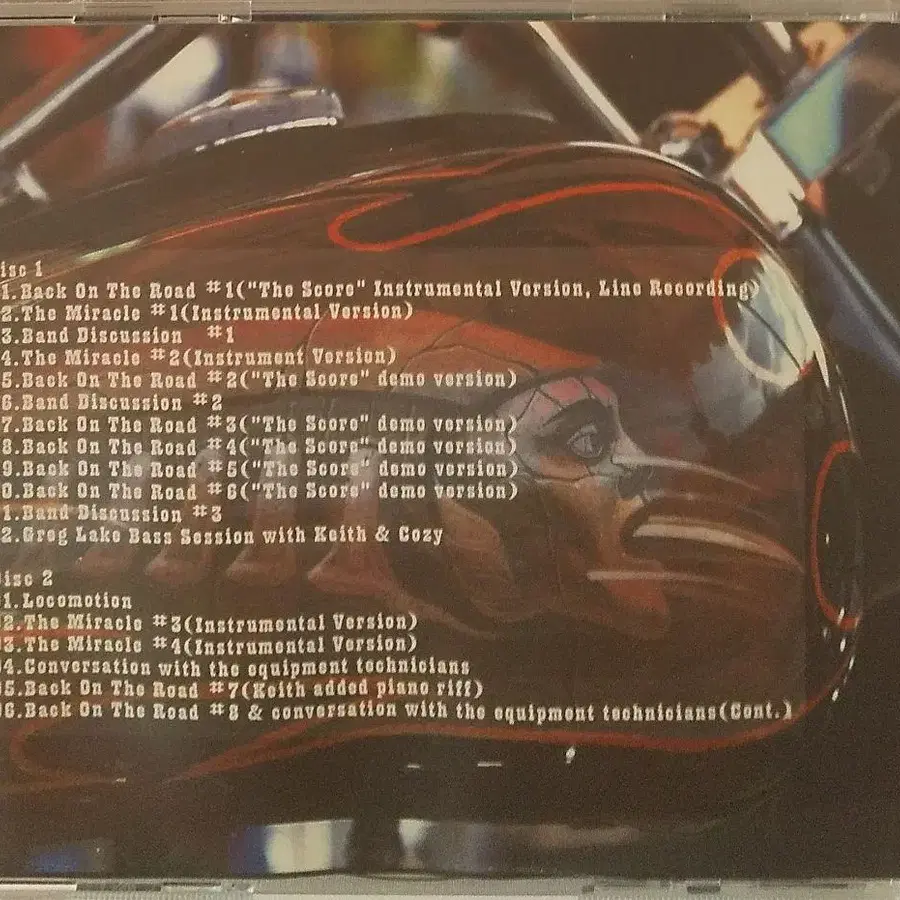 isc 1
1.Back On The Road #1("The Score" Instrumental Version, Line Recording)
2.The Miracle #1(Instrumental Version)
3.Band Discussion #1
4.The Miracle #2(Instrument Version)
5.Back On The Road #2("The Score" demo version)
6.Band Discussion #2
7.Back On The Road #3("The Score" demo version)
8.Back On The Road #4("The Score" demo version)
9.Back On The Road #5("The Score" demo version)
0.Back On The Road #6("The Score" demo version)
1.Band Discussion #3
2.Greg Lake Bass Session with Keith & Cozy
isc 2
1.Locomotion
2.The Miracle #3(Instrumental Version)
3.The Miracle #4(Instrumental Version)
4.Conversation with the equipment technicians
5.Back On The Road #7(Keith added piano riff)
6.Back On The Road #8 & conversation with the equipment technicians(Cont.)